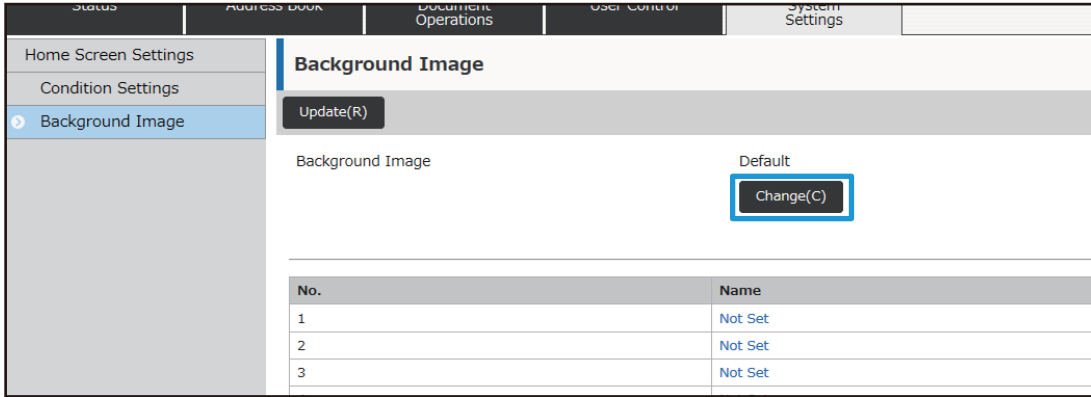 Status
Address Book
Document
Operations
User Control
System
Settings
Home Screen Settings
Condition Settings
Background Image
Background Image
Update(R)
Background Image
Default
Change(C)
No.
Name
1
Not Set
2
Not Set
3
Not Set